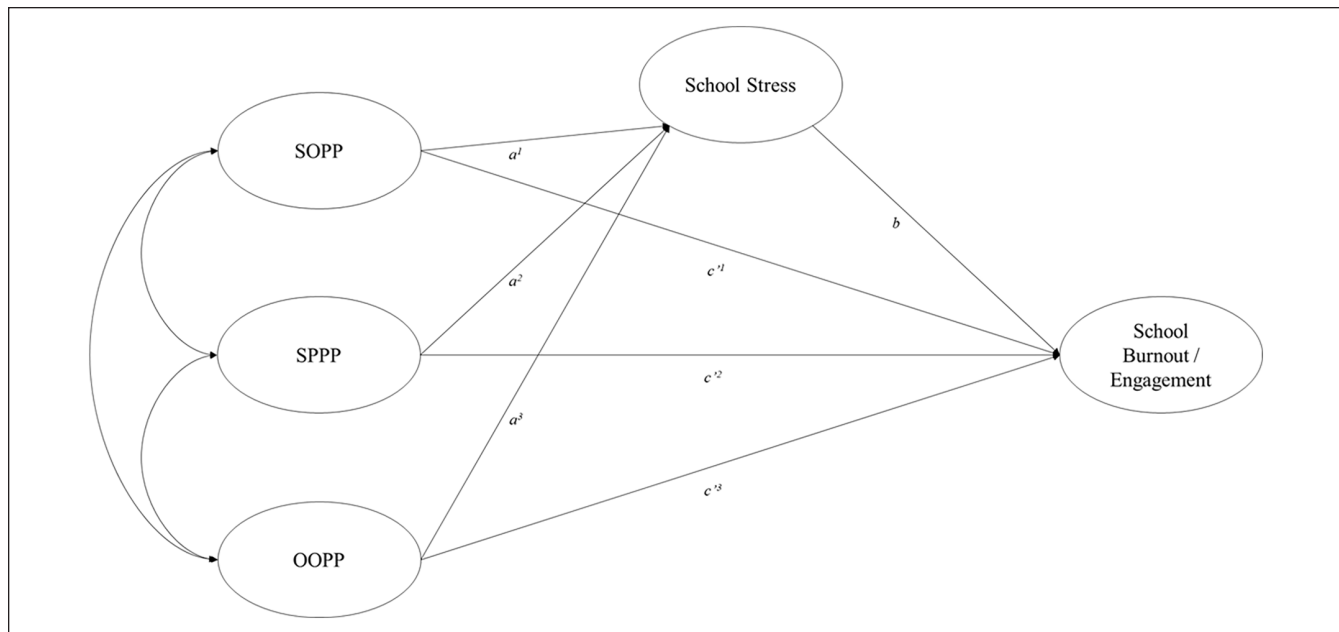 School Stress
SOPP
a¹
b
c'¹
a²
SPPP
School
Burnout /
Engagement
c'²
a³
c'³
OOPP